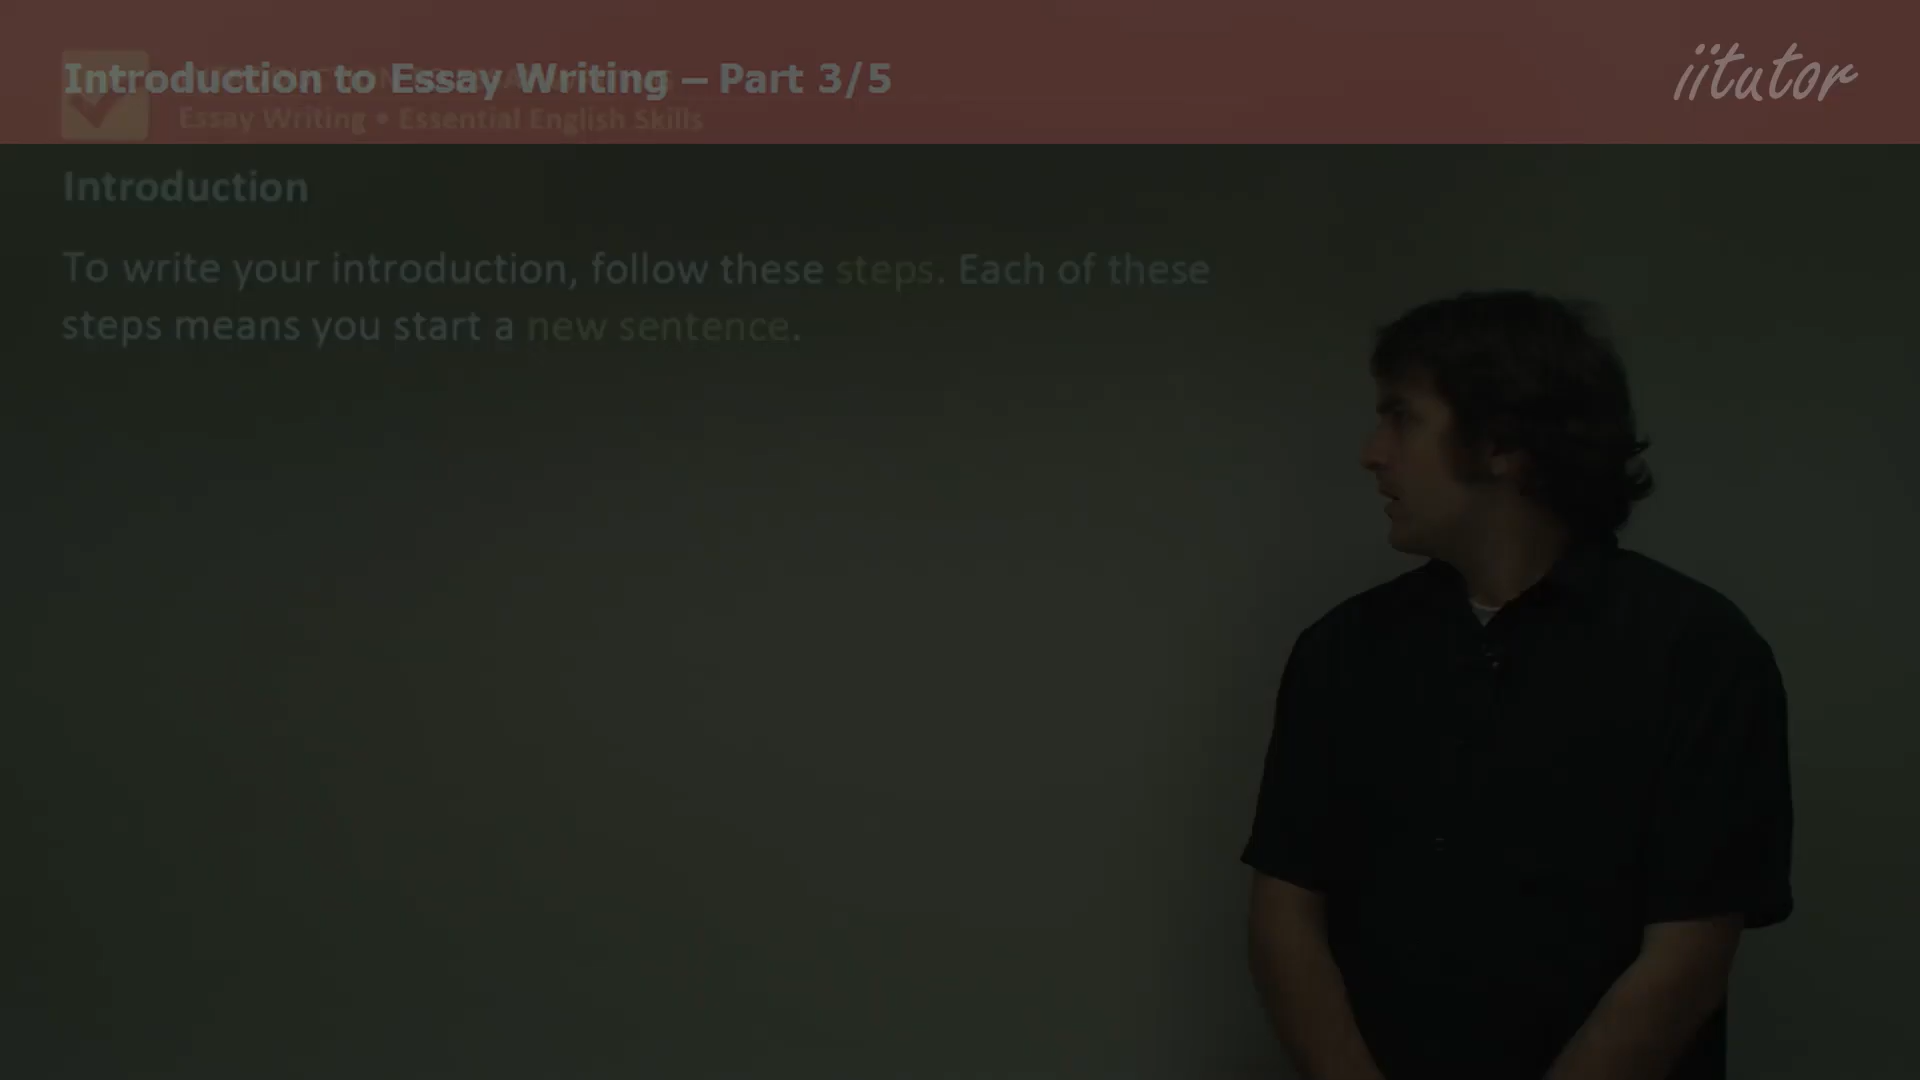 Introduction to Essay Writing – Part 3/5
iitutor
Essay Writing • Essential English Skills
Introduction
To write your introduction, follow these steps. Each of these
steps means you start a new sentence.